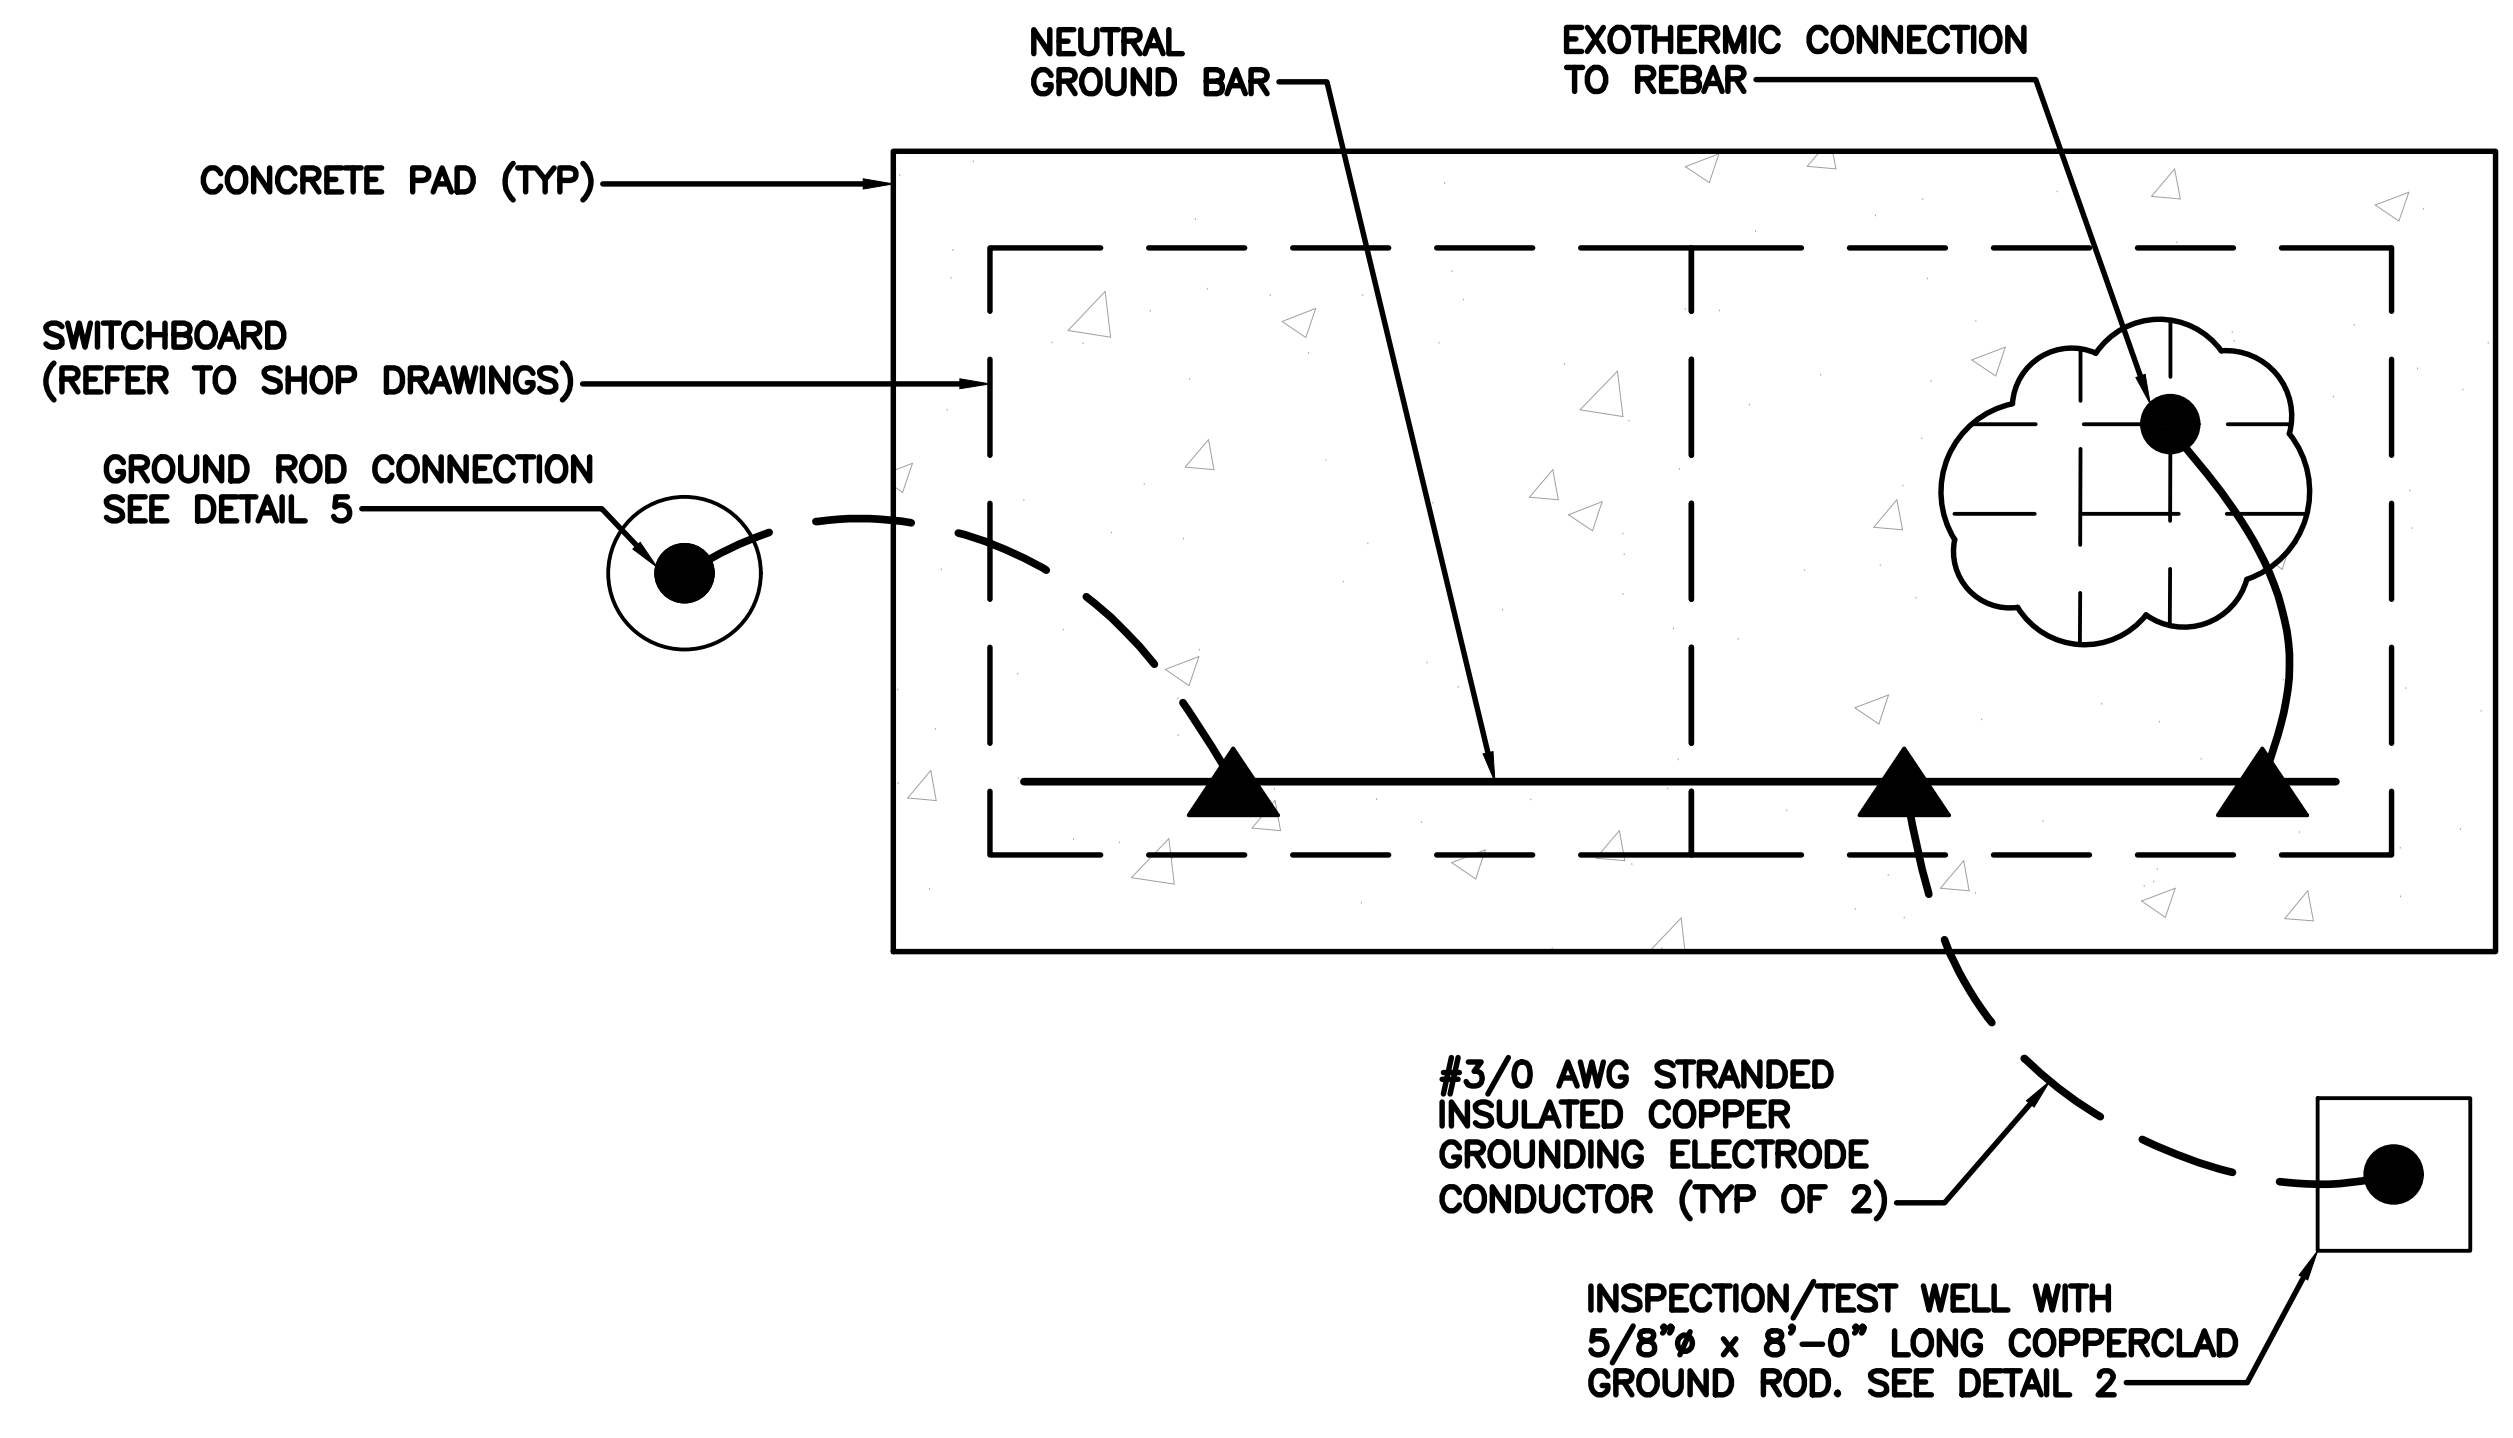 NEUTRAL
GROUND BAR
EXOTHERMIC CONNECTION
TO REBAR
CONCRETE PAD (TYP)
SWITCHBOARD
(REFER TO SHOP DRAWINGS)
GROUND ROD CONNECTION
SEE DETAIL 5
#3/0 AWG STRANDED
INSULATED COPPER
GROUNDING ELECTRODE
CONDUCTOR (TYP OF 2)
INSPECTION/TEST WELL WITH
5/8"ø x 8'-0" LONG COPPERCLAD
GROUND ROD. SEE DETAIL 2